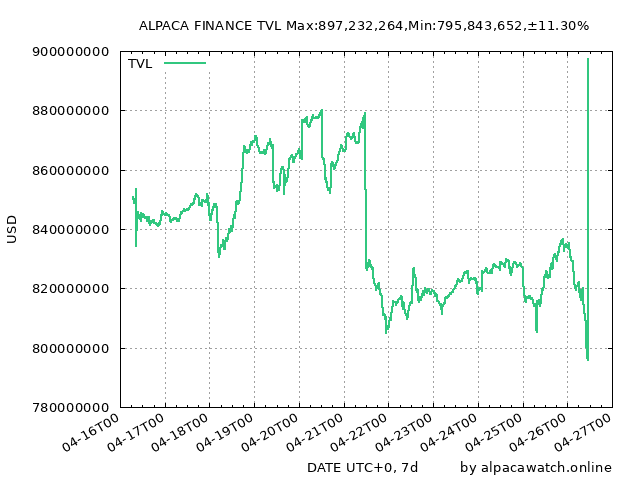 ALPACA FINANCE TVL Max:897,232,264,Min:795,843,652,±11.30%
900000000
TVL
880000000
860000000
840000000
USD
820000000
800000000
780000000
04-16T00
04-17T00
04-18T00
04-19T00
04-20T00
04-21T00
04-22T00
04-23T00
04-24T00
04-25T00
04-26T00
04-27T00
DATE UTC+0, 7d
by alpacawatch.online